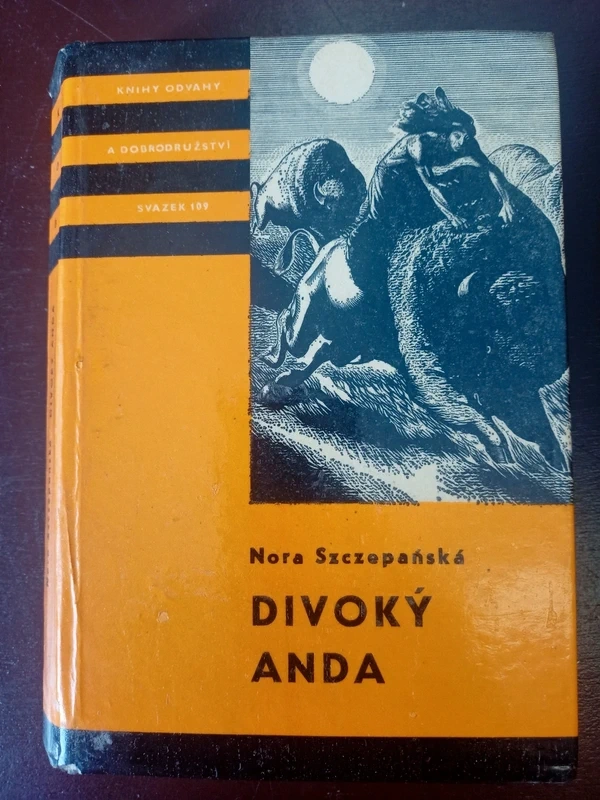 KNIHY ODVAHY
A DOBRODRUŽSTVÍ
SVAZEK 109
Nora Szczepańská
DIVOKÝ
ANDA